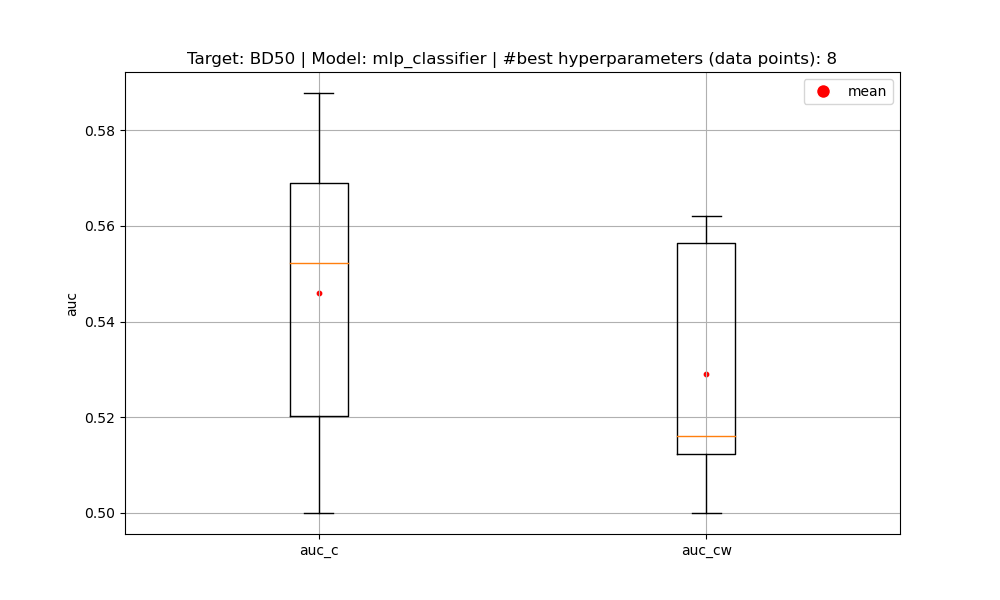 Target: BD50 | Model: mlp_classifier | #best hyperparameters (data points): 8
mean
0.58
0.56
0.54
0.52
0.50
auc
auc_c
auc_cw